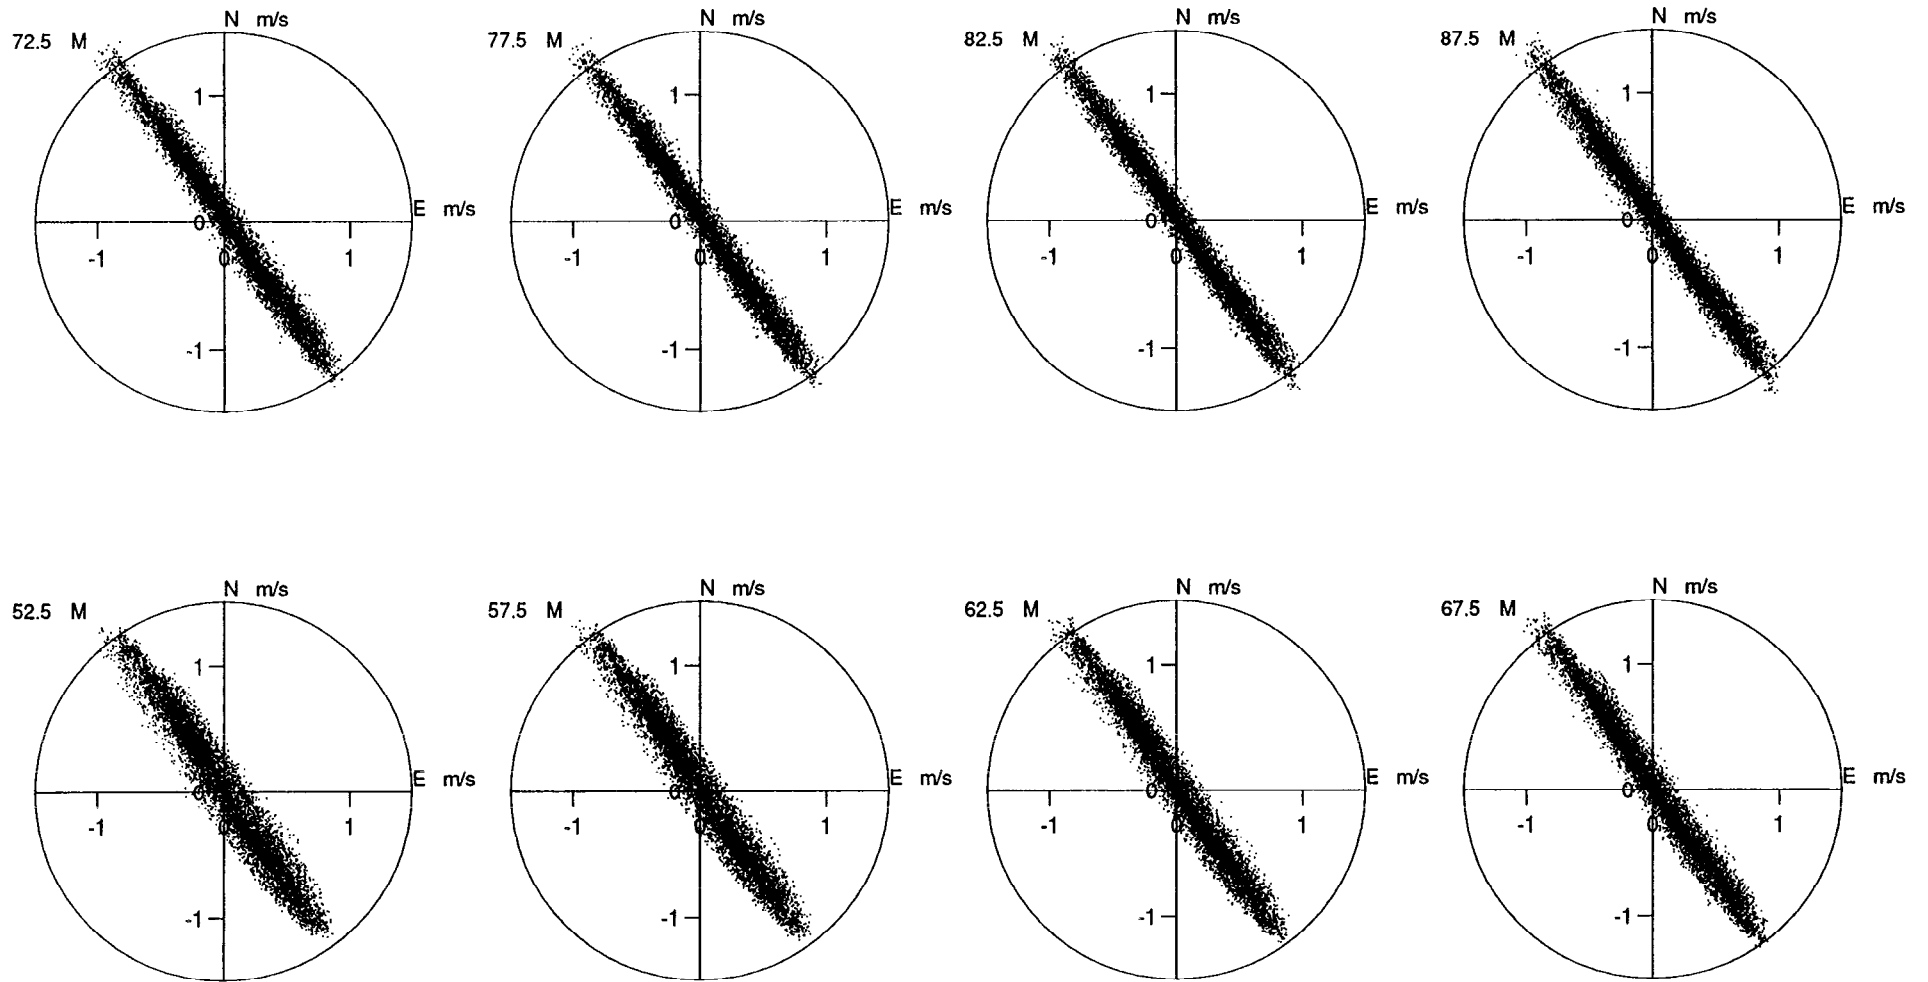 N m/s N m/s N m/s N m/s
72.5 M 77.5 M 82.5 M 87.5 M
1 1 1 1
E m/s E m/s E m/s E m/s
0 0 0 0
-1 0 1 -1 0 1 -1 0 1 -1 0 1
-1 -1 -1 -1
N m/s N m/s N m/s N m/s
52.5 M 57.5 M 62.5 M 67.5 M
1 1 1 1
E m/s E m/s E m/s E m/s
0 0 0 0
-1 0 1 -1 0 1 -1 0 1 -1 0 1
-1 -1 -1 -1